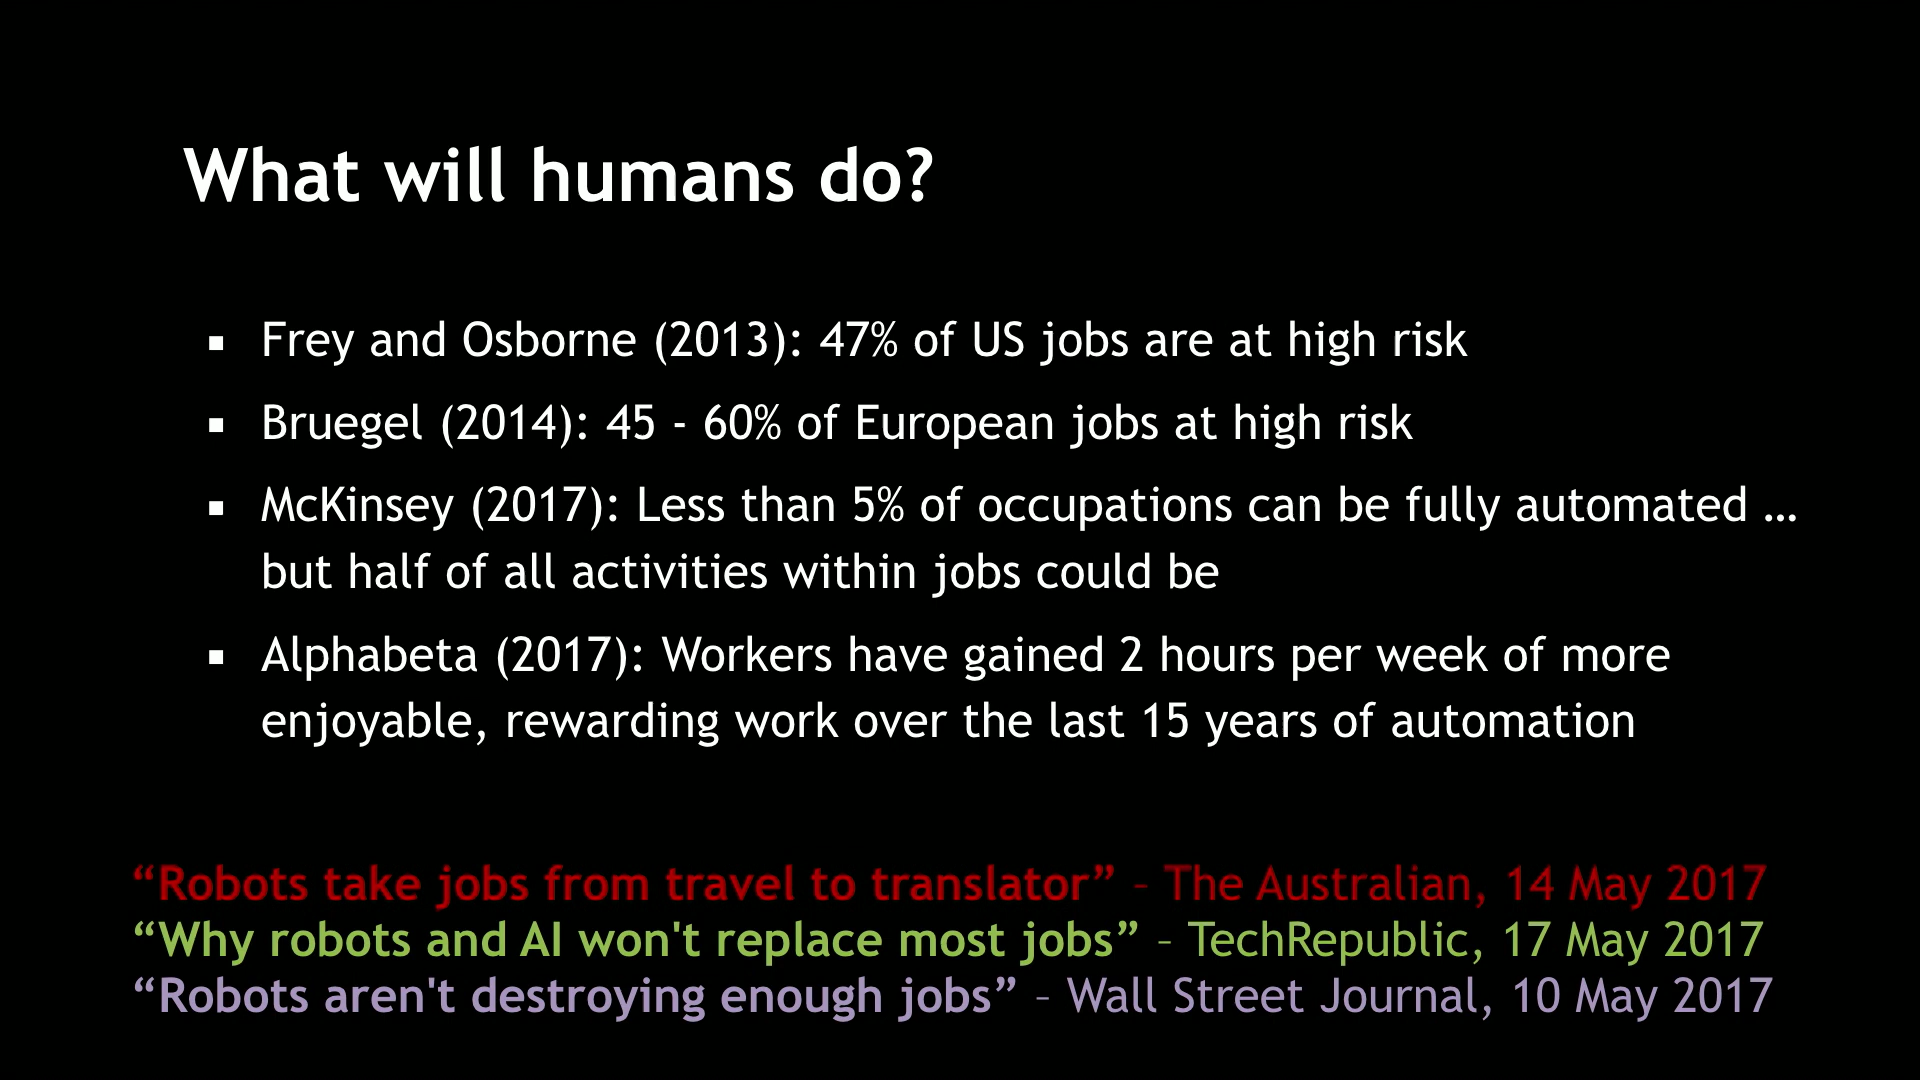 What will humans do?
▪ Frey and Osborne (2013): 47% of US jobs are at high risk
▪ Bruegel (2014): 45 - 60% of European jobs at high risk
▪ McKinsey (2017): Less than 5% of occupations can be fully automated …
but half of all activities within jobs could be
▪ Alphabeta (2017): Workers have gained 2 hours per week of more
enjoyable, rewarding work over the last 15 years of automation
“Robots take jobs from travel to translator” – The Australian, 14 May 2017
“Why robots and AI won't replace most jobs” – TechRepublic, 17 May 2017
“Robots aren't destroying enough jobs” – Wall Street Journal, 10 May 2017